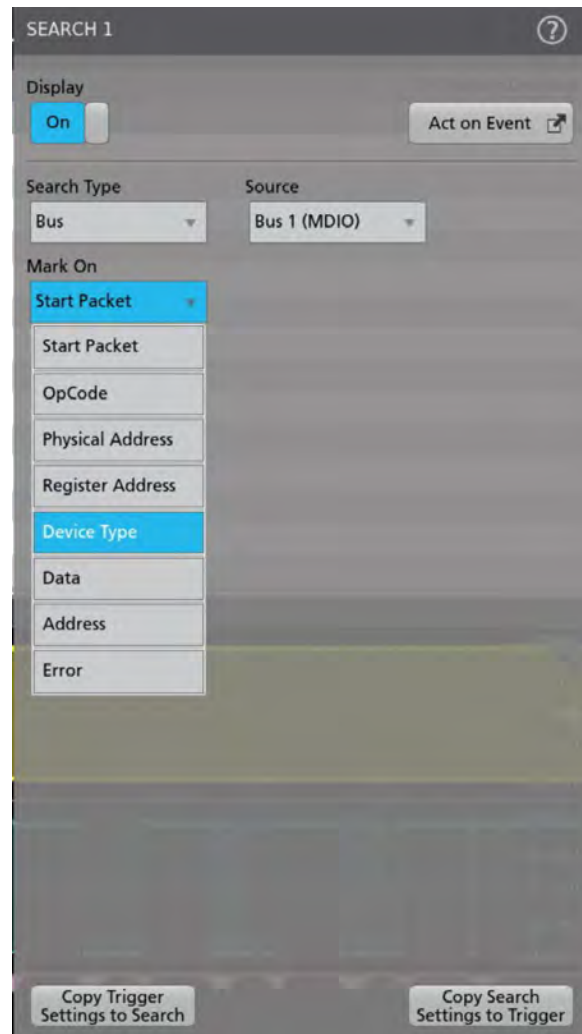 SEARCH 1
?
Display
On
Act on Event
Search Type
Source
Bus
Bus 1 (MDIO)
Mark On
Start Packet
Start Packet
OpCode
Physical Address
Register Address
Device Type
Data
Address
Error
Copy Trigger
Settings to Search
Copy Search
Settings to Trigger